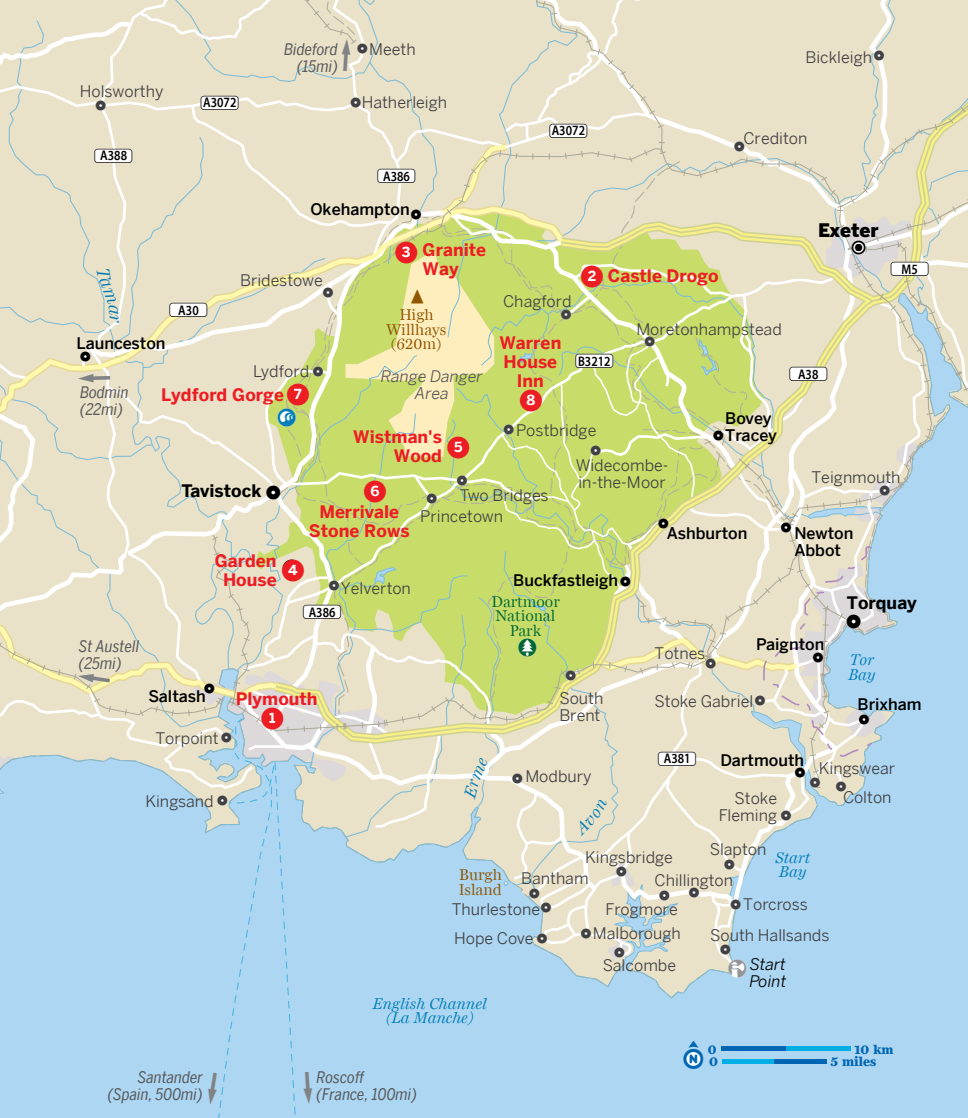 Bideford
(15mi)
Meeth
Bickleigh
Holsworthy
A3072
Hatherleigh
A3072
Crediton
A388
A386
Okehampton
Exeter
3 Granite
Way
M5
2 Castle Drogo
Bridestowe
Tamar
Chagford
A30
High
Willhays
(620m)
Moretonhampstead
Launceston
Warren
House
Inn
8
B3212
Lydford
Range Danger
Area
A38
Bodmin
(22mi)
Lydford Gorge 7
Bovey
Tracey
Postbridge
Wistman's
Wood
5
Widecombe-
in-the-Moor
Teignmouth
Tavistock
6
Merrivale
Stone Rows
Two Bridges
Princetown
Ashburton
Newton
Abbot
Garden
House
4
Yelverton
Buckfastleigh
Dartmoor
National
Park
A386
Torquay
St Austell
(25mi)
Totnes
Paignton
Tor
Bay
Saltash
Plymouth
1
South
Brent
Stoke Gabriel
Brixham
Torpoint
A381
Dartmouth
Kingswear
Erme
Modbury
Colton
Kingsand
Avon
Stoke
Fleming
Slapton
Start
Bay
Kingsbridge
Burgh
Island
Bantham
Chillington
Thurlestone
Frogmore
Torcross
Hope Cove
Malborough
South Hallsands
Salcombe
Start
Point
English Channel
(La Manche)
N
0 10 km
0 5 miles
Santander
(Spain, 500mi)
Roscoff
(France, 100mi)